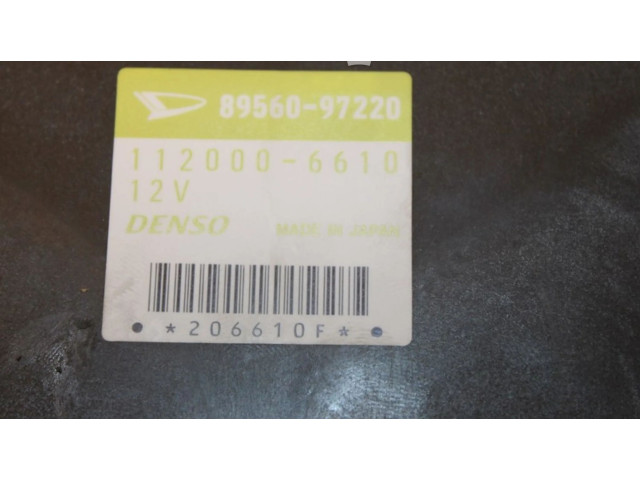 89560-97220
112000-6610
12V
DENSO MADE IN JAPAN
*206610F*